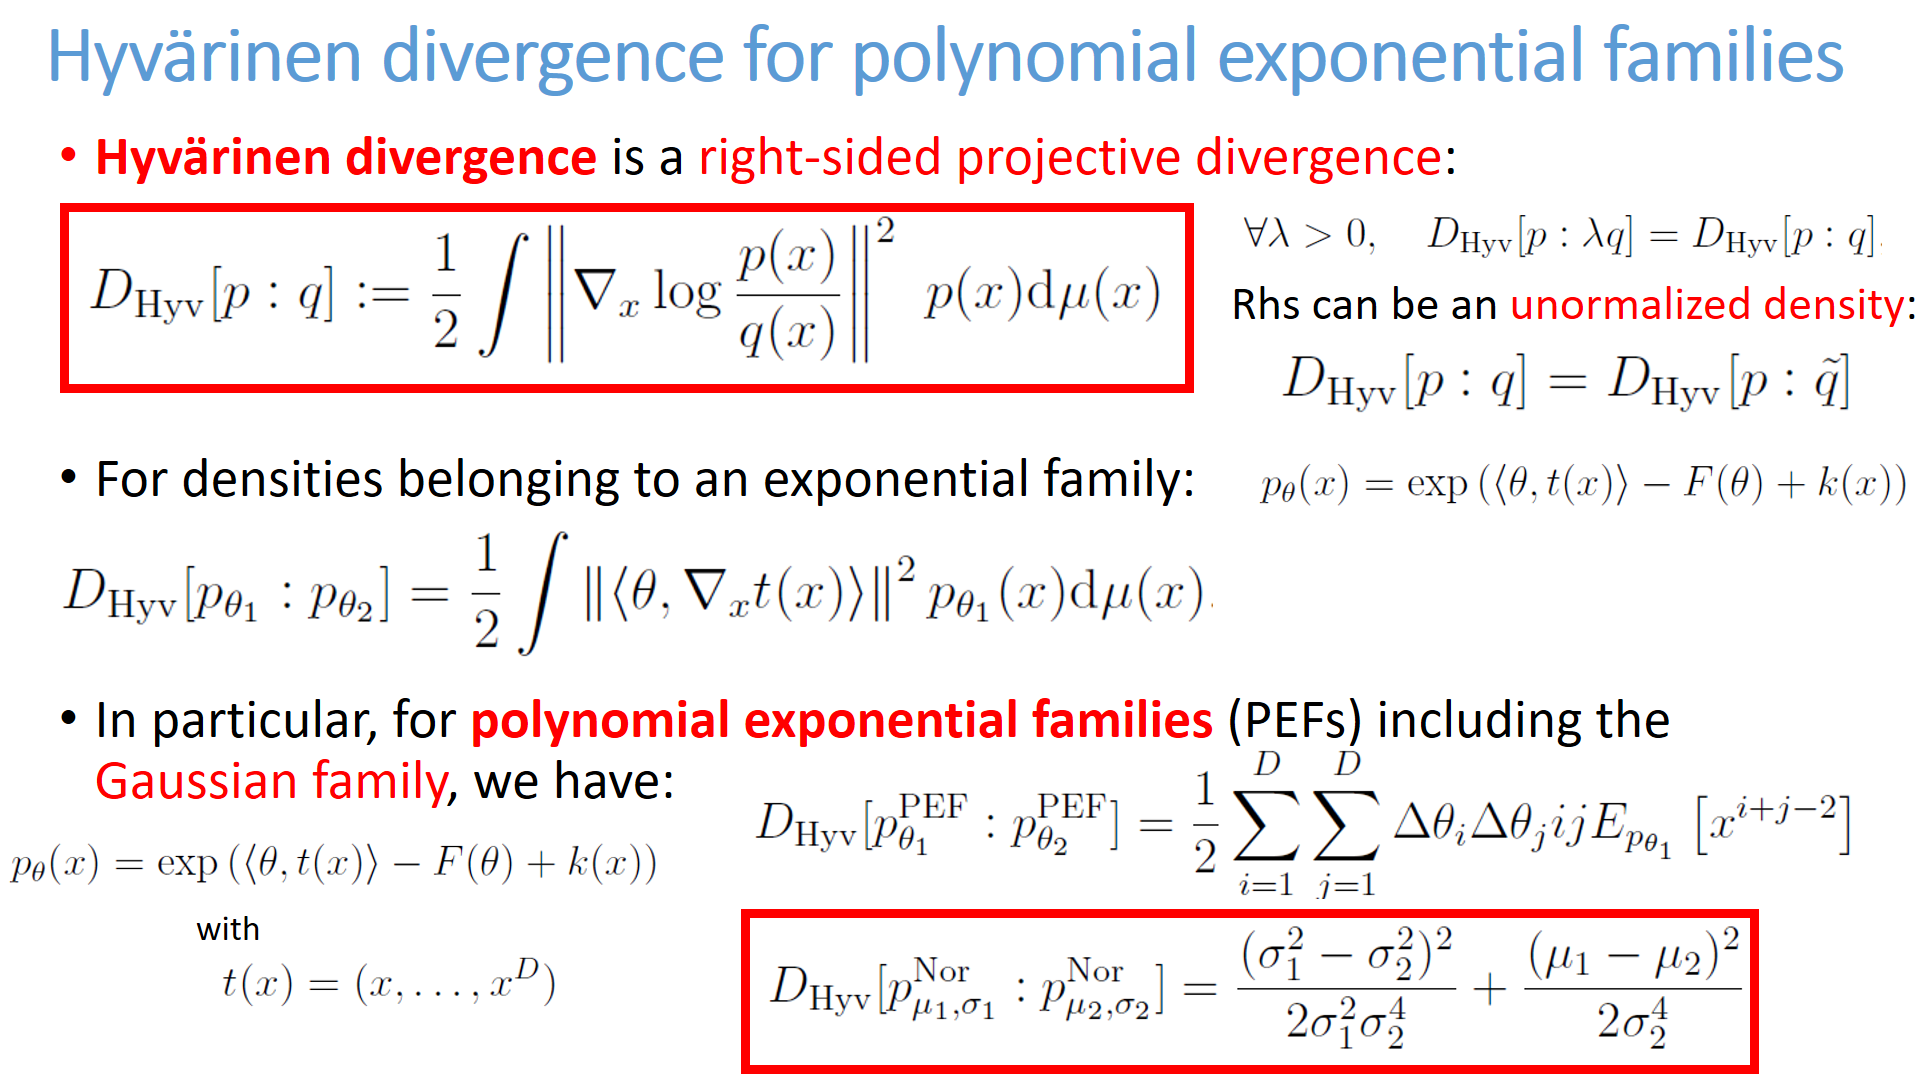 Hyvärinen divergence for polynomial exponential families
• Hyvärinen divergence is a right-sided projective divergence:
$D_{\mathrm{Hyv}}[p : q] := \frac{1}{2} \int \left\| \nabla_x \log \frac{p(x)}{q(x)} \right\|^2 p(x) \mathrm{d}\mu(x)$
$\forall \lambda > 0, \quad D_{\mathrm{Hyv}}[p : \lambda q] = D_{\mathrm{Hyv}}[p : q].$
Rhs can be an unormalized density:
$D_{\mathrm{Hyv}}[p : q] = D_{\mathrm{Hyv}}[p : \tilde{q}]$
• For densities belonging to an exponential family:
$p_\theta(x) = \exp\left(\langle \theta, t(x) \rangle - F(\theta) + k(x)\right)$
$D_{\mathrm{Hyv}}[p_{\theta_1} : p_{\theta_2}] = \frac{1}{2} \int \left\| \langle \theta, \nabla_x t(x) \rangle \right\|^2 p_{\theta_1}(x) \mathrm{d}\mu(x).$
• In particular, for polynomial exponential families (PEFs) including the
Gaussian family, we have:
$D_{\mathrm{Hyv}}[p_{\theta_1}^{\mathrm{PEF}} : p_{\theta_2}^{\mathrm{PEF}}] = \frac{1}{2} \sum_{i=1}^{D} \sum_{j=1}^{D} \Delta\theta_i \Delta\theta_j ij E_{p_{\theta_1}} \left[ x^{i+j-2} \right]$
$p_\theta(x) = \exp\left(\langle \theta, t(x) \rangle - F(\theta) + k(x)\right)$
with
$t(x) = (x, \ldots, x^D)$
$D_{\mathrm{Hyv}}[p_{\mu_1,\sigma_1}^{\mathrm{Nor}} : p_{\mu_2,\sigma_2}^{\mathrm{Nor}}] = \frac{(\sigma_1^2 - \sigma_2^2)^2}{2\sigma_1^2\sigma_2^4} + \frac{(\mu_1 - \mu_2)^2}{2\sigma_2^4}$